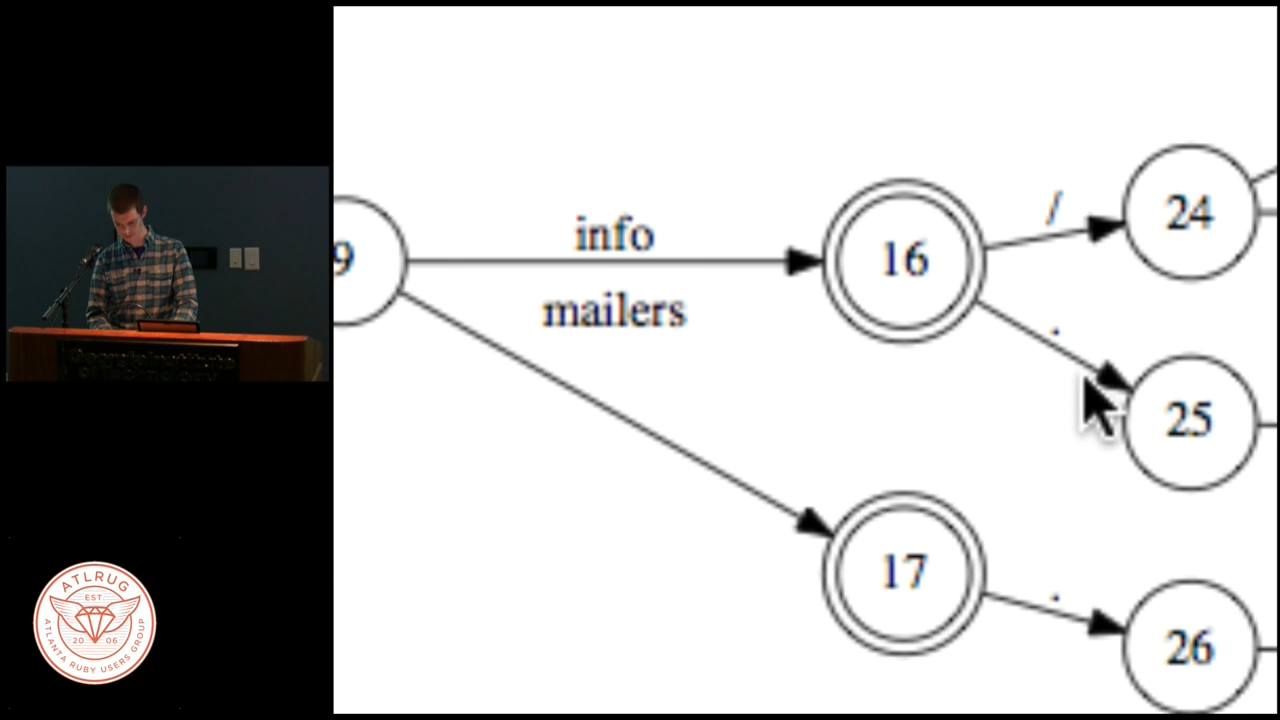 9
info
mailers
16
/
24
.
25
17
.
26
ATLRUG
EST.
20 06
ATLANTA RUBY USERS GROUP